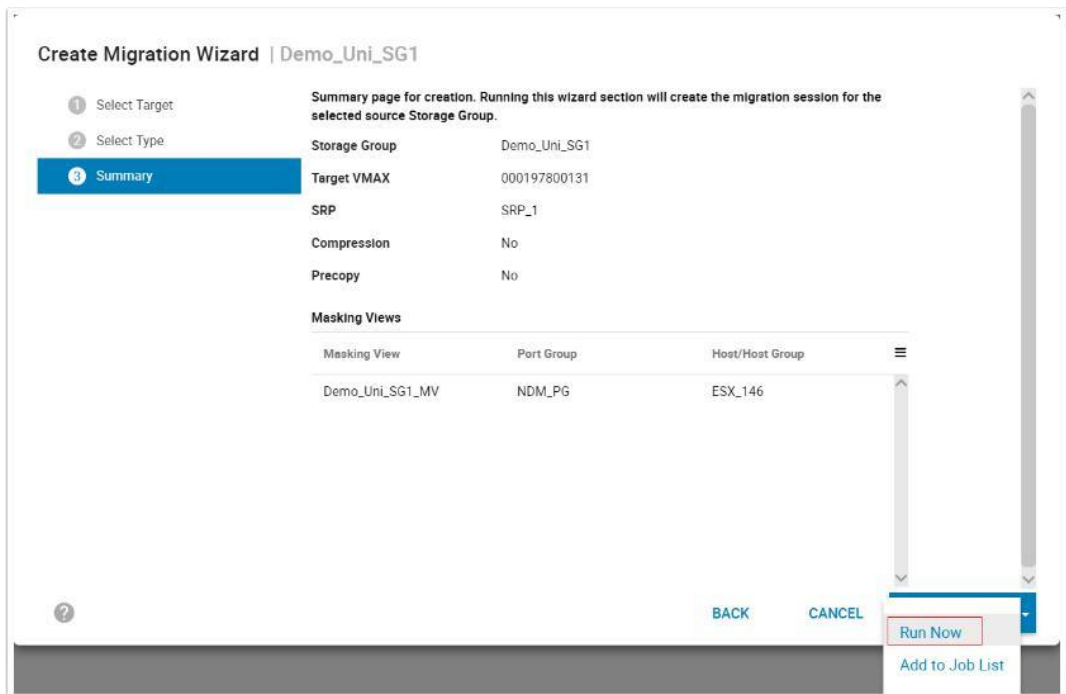 Create Migration Wizard | Demo_Uni_SG1
1 Select Target
2 Select Type
3 Summary
Summary page for creation. Running this wizard section will create the migration session for the
selected source Storage Group.
Storage Group Demo_Uni_SG1
Target VMAX 000197800131
SRP SRP_1
Compression No
Precopy No
Masking Views
Masking View Port Group Host/Host Group
Demo_Uni_SG1_MV NDM_PG ESX_146
?
BACK CANCEL
Run Now
Add to Job List